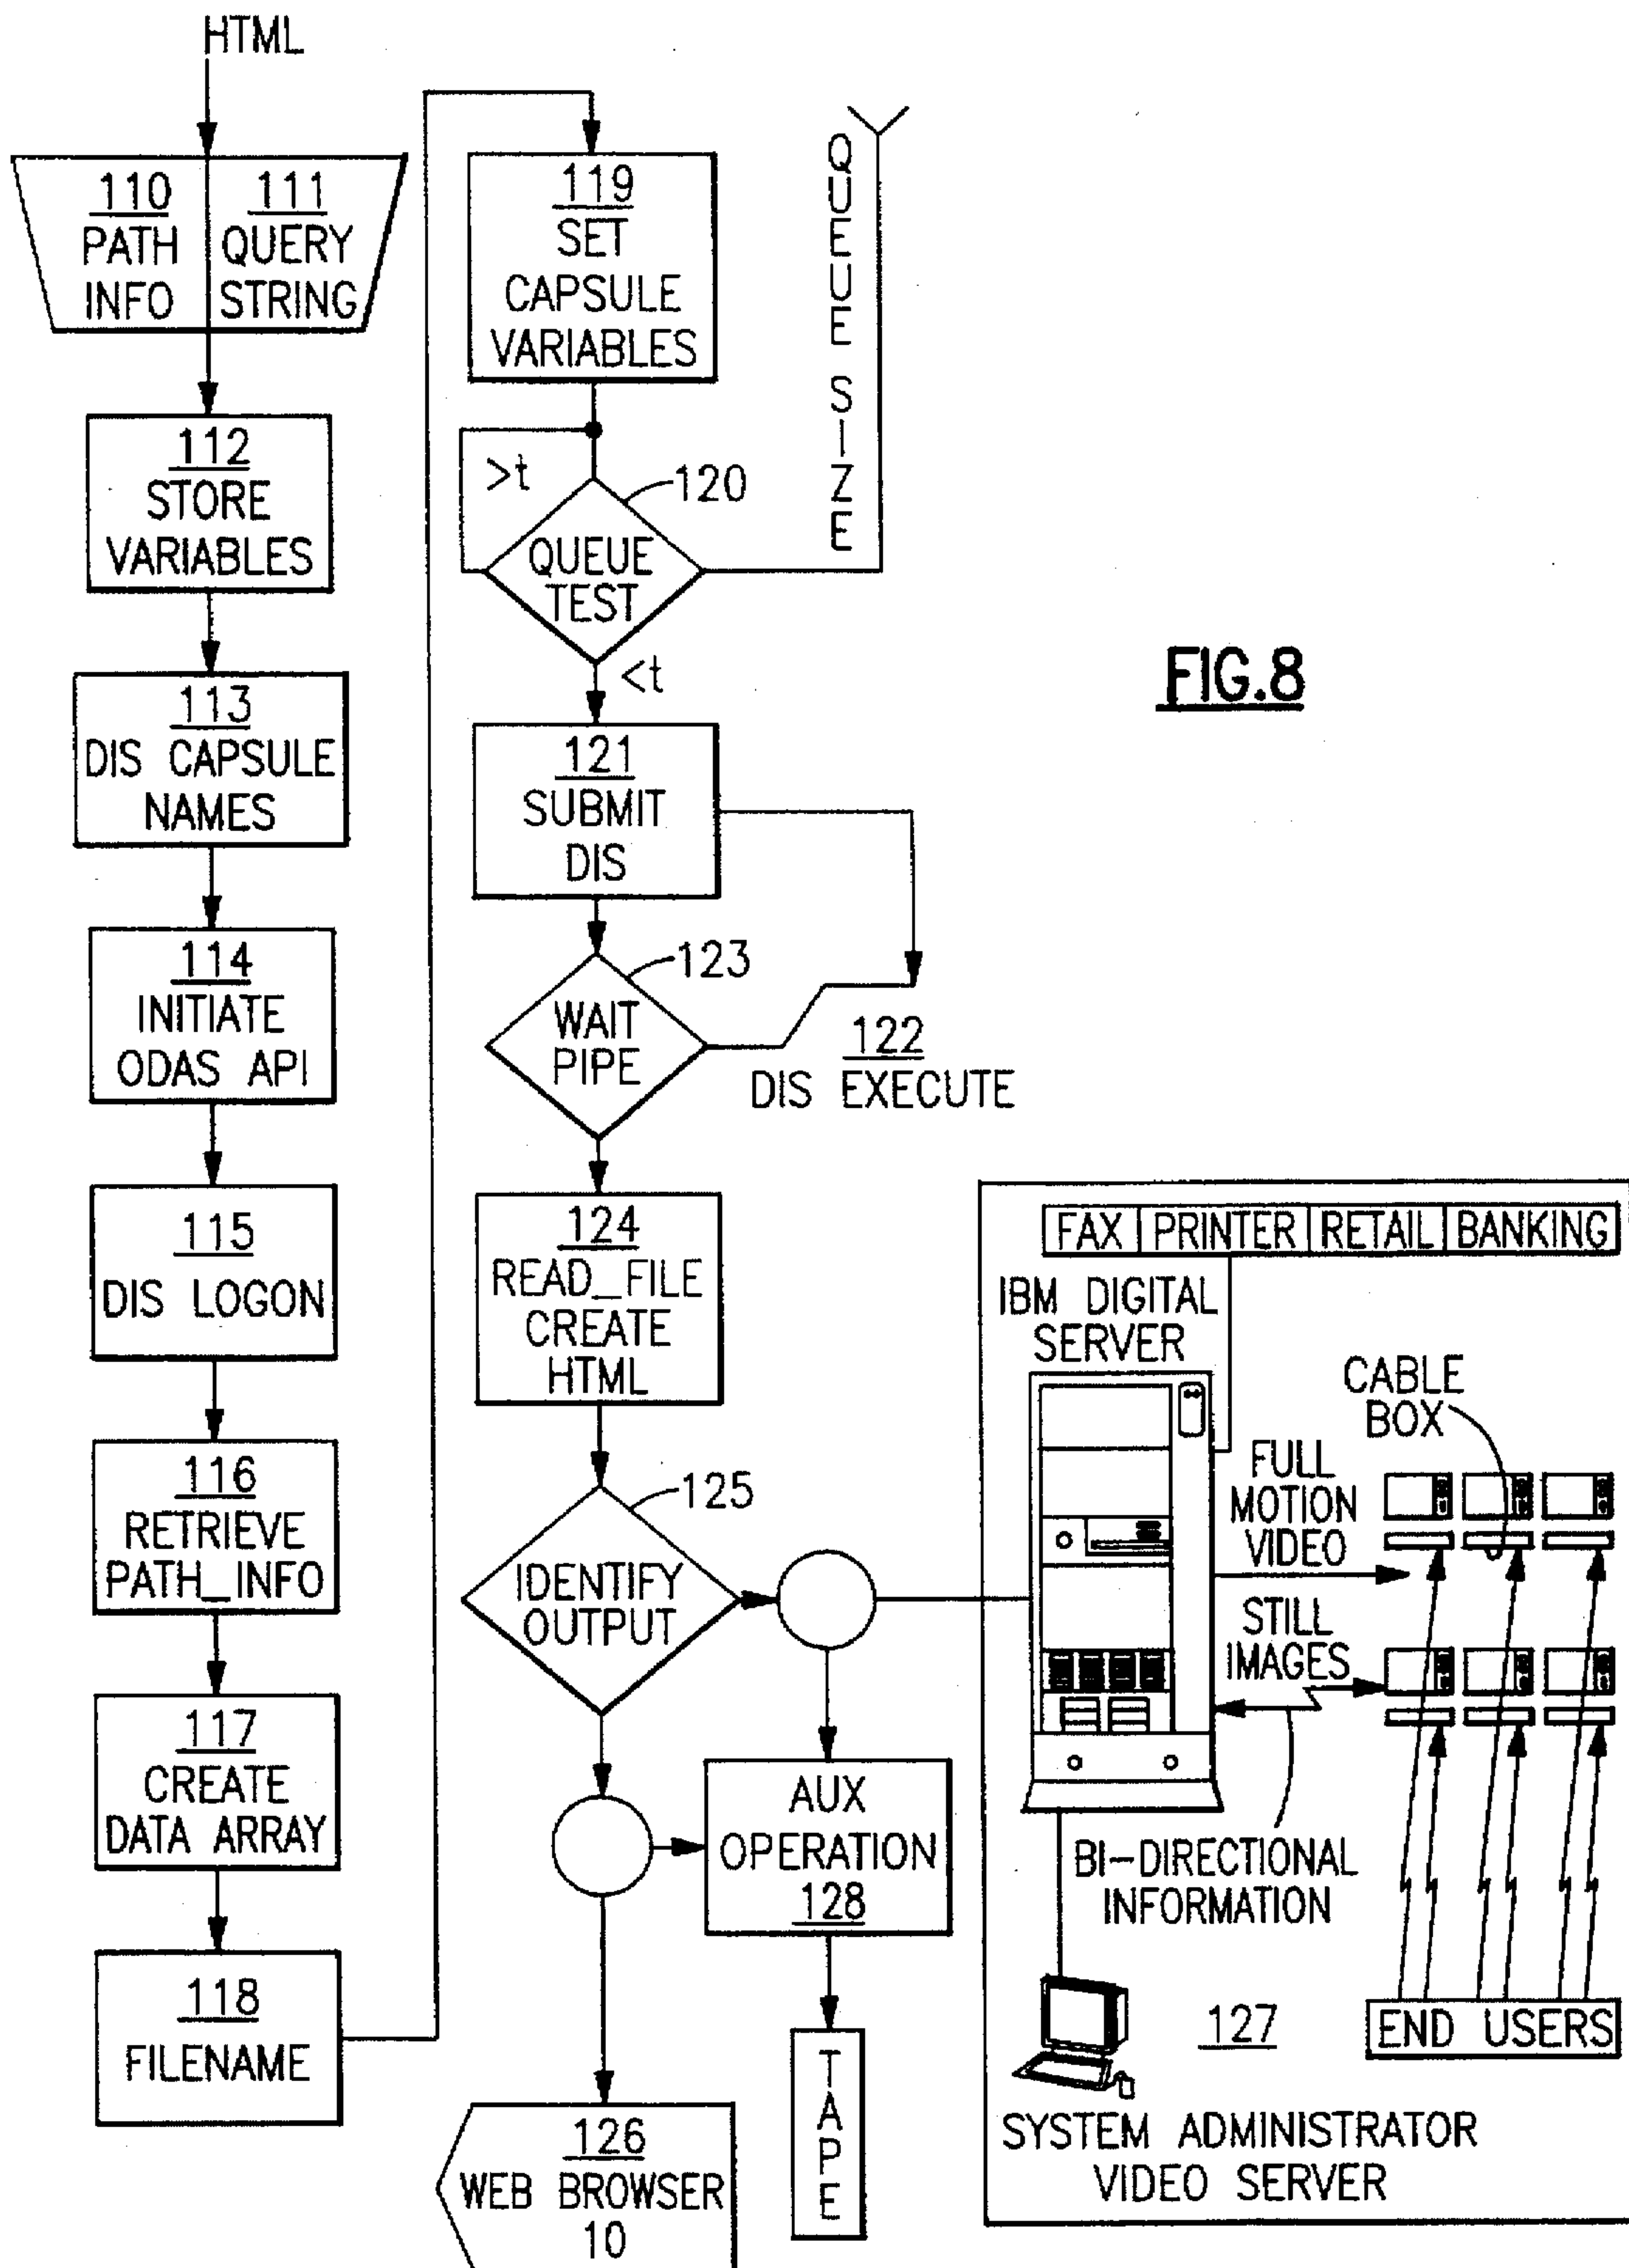 HTML
110
PATH
INFO
111
QUERY
STRING
112
STORE
VARIABLES
113
DIS CAPSULE
NAMES
114
INITIATE
ODAS API
115
DIS LOGON
116
RETRIEVE
PATH_INFO
117
CREATE
DATA ARRAY
118
FILENAME
119
SET
CAPSULE
VARIABLES
QUEUE SIZE
>t
120
QUEUE
TEST
<t
121
SUBMIT
DIS
123
WAIT
PIPE
122
DIS EXECUTE
124
READ_FILE
CREATE
HTML
125
IDENTIFY
OUTPUT
AUX
OPERATION
128
TAPE
126
WEB BROWSER
10
FIG.8
FAX PRINTER RETAIL BANKING
IBM DIGITAL
SERVER
CABLE
BOX
FULL
MOTION
VIDEO
STILL
IMAGES
BI-DIRECTIONAL
INFORMATION
127
END USERS
SYSTEM ADMINISTRATOR
VIDEO SERVER